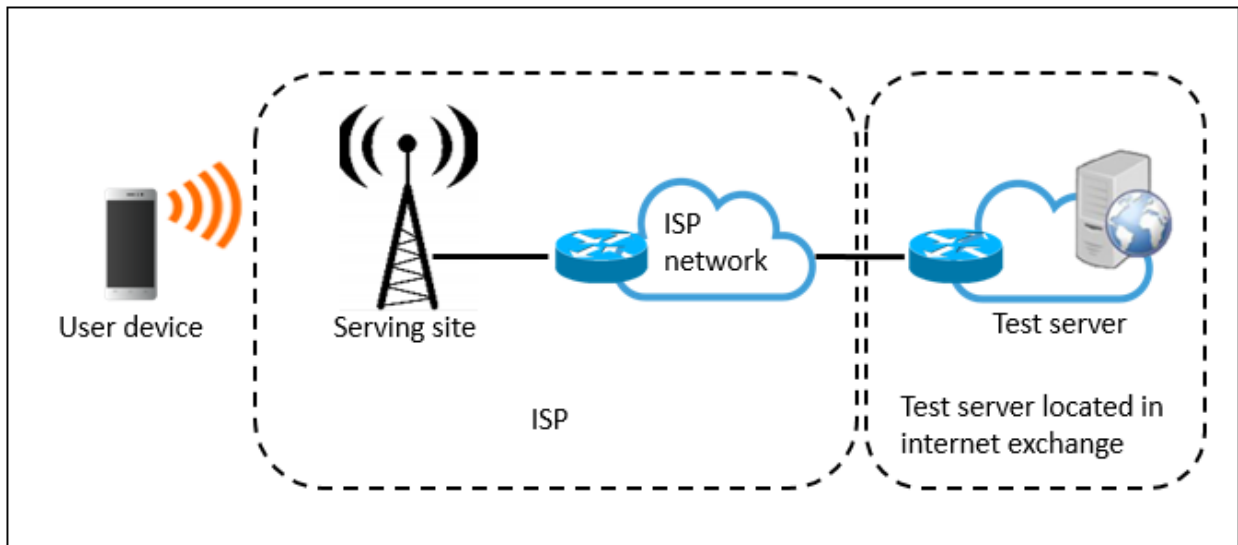 User device
Serving site
ISP
network
Test server
ISP
Test server located in
internet exchange